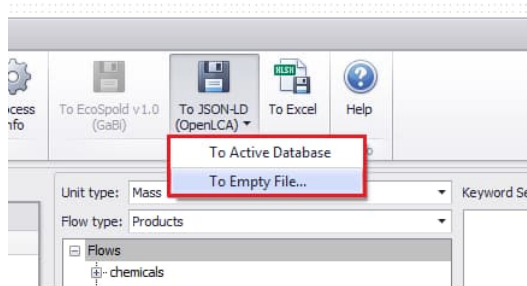 ocess
nfo
To EcoSpold v1.0
(GaBi)
To JSON-LD
(OpenLCA)
To Excel
Help
To Active Database
To Empty File...
Unit type: Mass
Keyword Se
Flow type: Products
Flows
chemicals